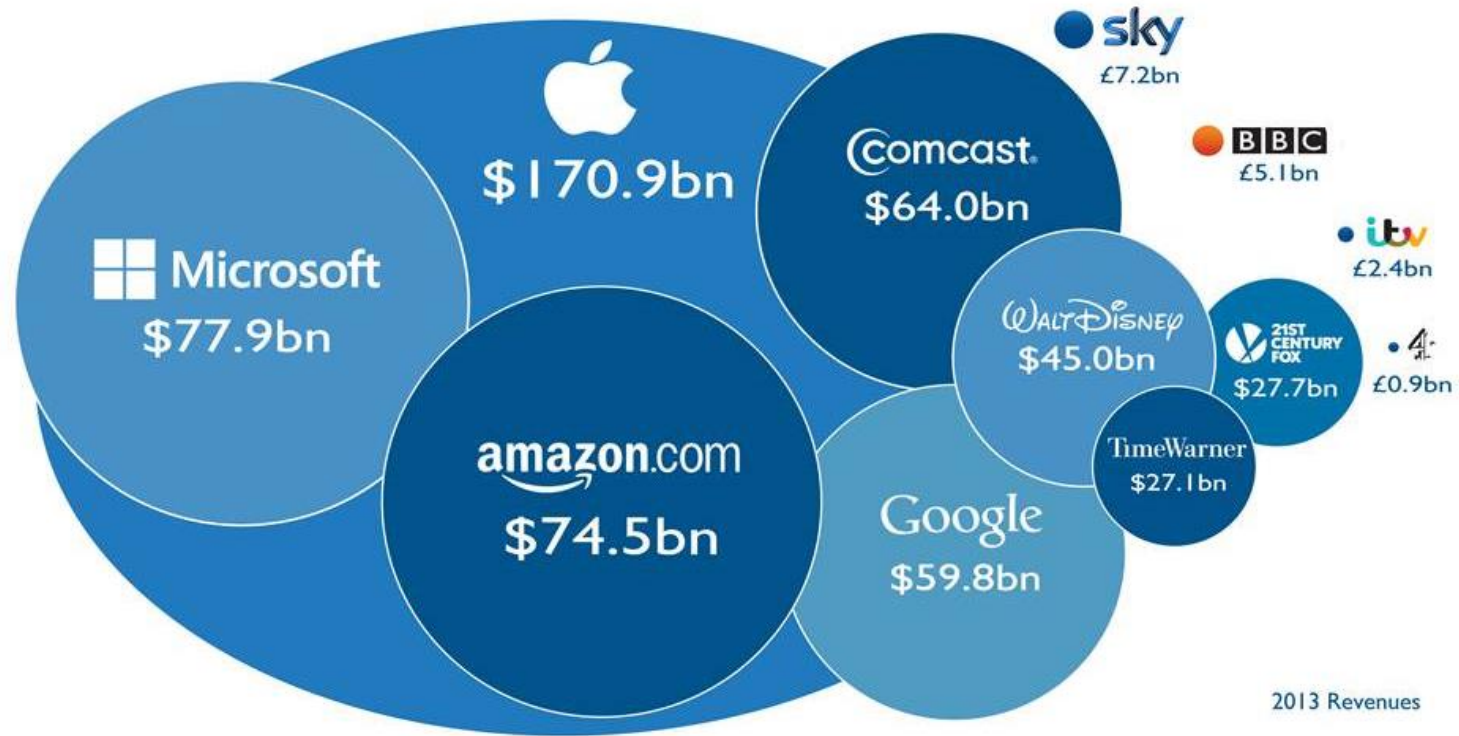 sky
£7.2bn
BBC
£5.1bn
itv
£2.4bn
$170.9bn
comcast.
$64.0bn
Microsoft
$77.9bn
WALT DISNEY
$45.0bn
21ST
CENTURY
FOX
$27.7bn
4
£0.9bn
amazon.com
$74.5bn
TimeWarner
$27.1bn
Google
$59.8bn
2013 Revenues